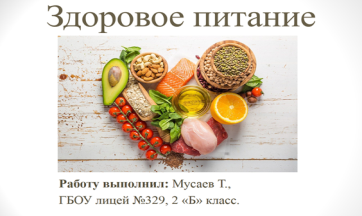 Здоровое питание
Работу выполнил: Мусаев Т.,
ГБОУ лицей №329, 2 «Б» класс.